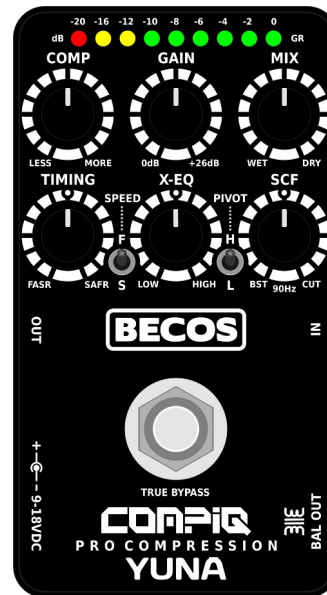 -20 -16 -12 -10 -8 -6 -4 -2 0
dB GR
COMP GAIN MIX
LESS MORE 0dB +26dB WET DRY
TIMING X-EQ SCF
SPEED PIVOT
F H
S L
FASR SAFR LOW HIGH BST 90Hz CUT
OUT BECOS IN
TRUE BYPASS
+ - 9-18VDC
BAL OUT
COMPIQ
PRO COMPRESSION
YUNA